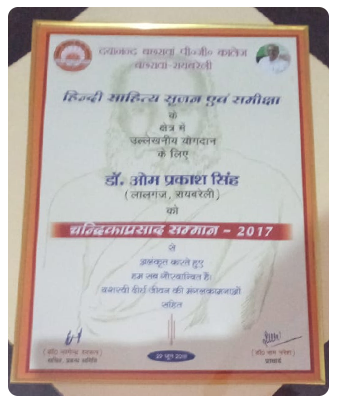 दयानन्द बछरावां पी०जी० कालेज
बछरावां-रायबरेली
हिन्दी साहित्य सृजन एवं समीक्षा
के
क्षेत्र में
उल्लेखनीय योगदान
के लिए
डॉ. ओम प्रकाश सिंह
(लालगंज, रायबरेली)
को
चन्द्रिकाप्रसाद सम्मान - 2017
से
अलंकृत करते हुए
हम सब गौरवान्वित हैं।
यशस्वी दीर्घ जीवन की मंगलकामनाओं
सहित
प्राचार्य